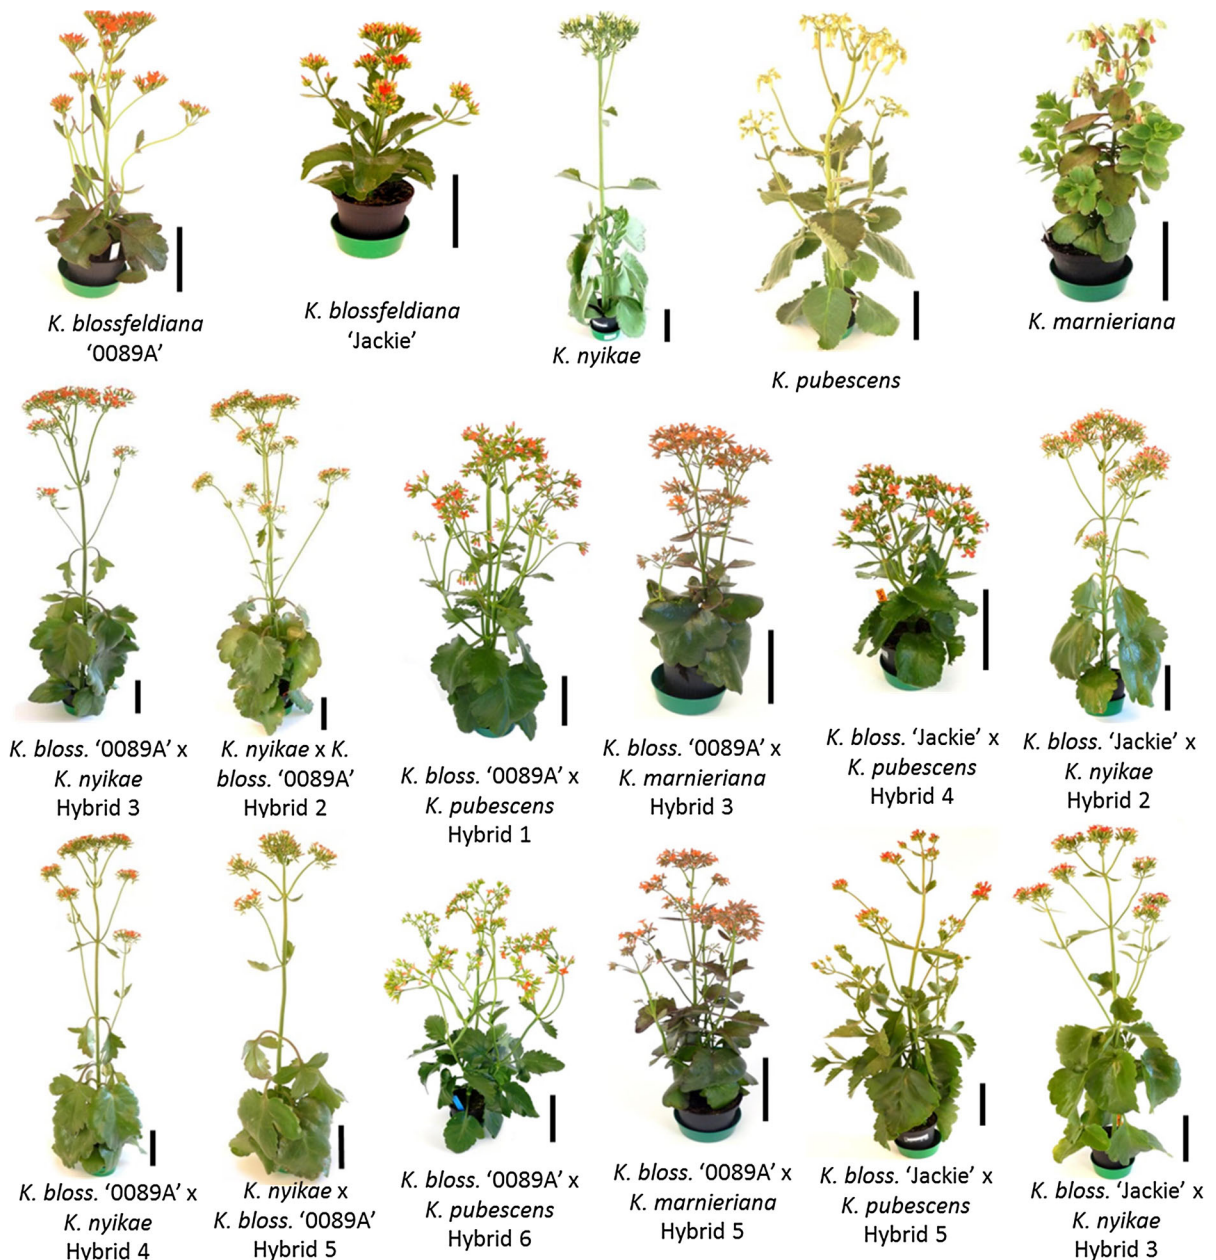 K. blossfeldiana
‘0089A’
K. blossfeldiana
‘Jackie’
K. nyikae
K. pubescens
K. marnieriana
K. bloss. ‘0089A’ x
K. nyikae
Hybrid 3
K. nyikae x K.
bloss. ‘0089A’
Hybrid 2
K. bloss. ‘0089A’ x
K. pubescens
Hybrid 1
K. bloss. ‘0089A’ x
K. marnieriana
Hybrid 3
K. bloss. ‘Jackie’ x
K. pubescens
Hybrid 4
K. bloss. ‘Jackie’ x
K. nyikae
Hybrid 2
K. bloss. ‘0089A’ x
K. nyikae
Hybrid 4
K. nyikae x
K. bloss. ‘0089A’
Hybrid 5
K. bloss. ‘0089A’ x
K. pubescens
Hybrid 6
K. bloss. ‘0089A’ x
K. marnieriana
Hybrid 5
K. bloss. ‘Jackie’ x
K. pubescens
Hybrid 5
K. bloss. ‘Jackie’ x
K. nyikae
Hybrid 3